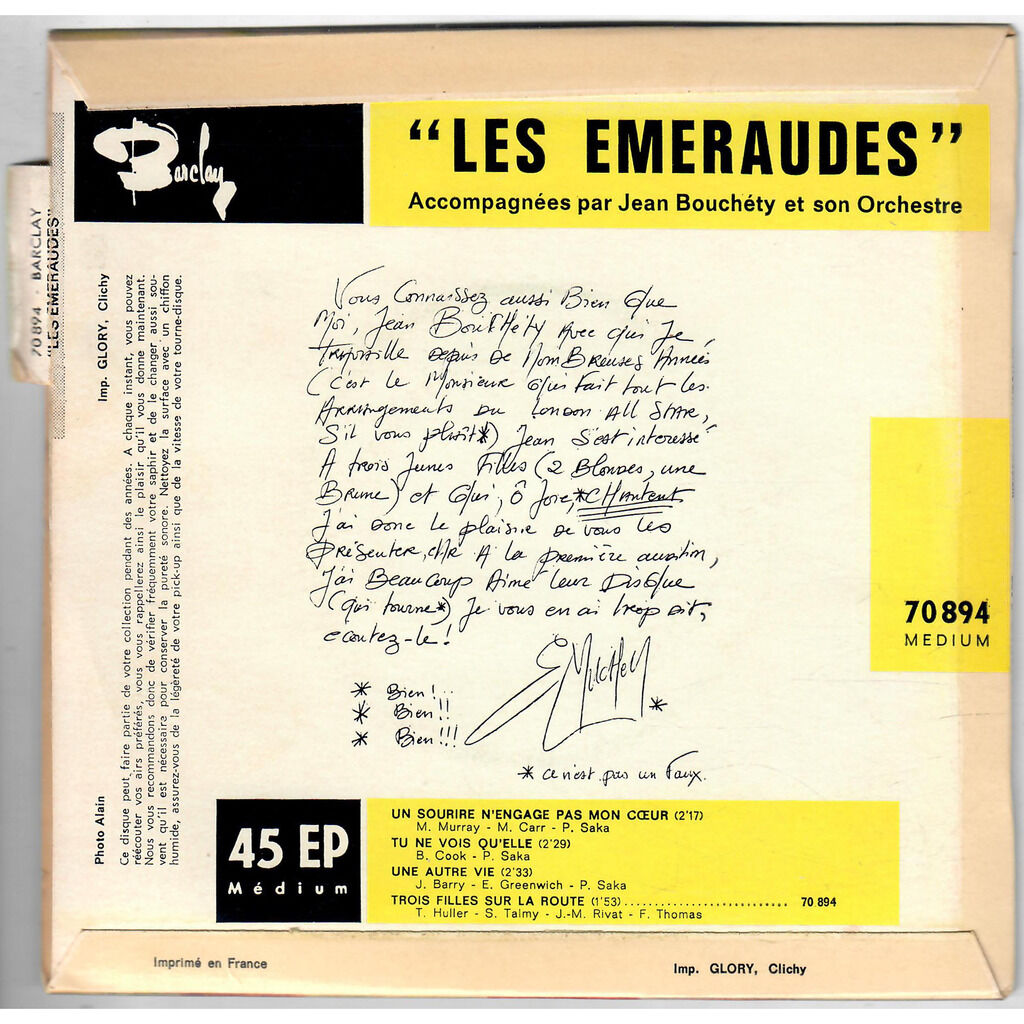 Barclay
"LES EMERAUDES"
Accompagnées par Jean Bouchéty et son Orchestre
70894 - BARCLAY
"LES EMERAUDES"
Imp. GLORY, Clichy
Photo Alain
Ce disque peut faire partie de votre collection pendant des années. A chaque instant, vous pouvez
réécouter vos airs préférés, vous vous rappellerez ainsi le plaisir qu'il vous donne maintenant.
Nous vous recommandons donc de vérifier fréquemment votre saphir et de le changer aussi sou-
vent qu'il est nécessaire pour conserver la pureté sonore. Nettoyez la surface avec un chiffon
humide, assurez-vous de la légèreté de votre pick-up ainsi que de la vitesse de votre tourne-disque.
Vous Connaissez aussi Bien Que
Moi, Jean Bouchéty Avec qui Je
Travaille depuis de Nombreuses Années
(C'est le Monsieur Qui fait tout les
Arrangements du London All Star,
S'il vous plait*) Jean s'est interessé
A trois Jeunes Filles (2 Blondes, une
Brune) et Qui, ô Joie,*CHantent
J'ai donc le plaisir de vous les
Présenter, car A la première audition,
J'ai Beaucoup Aimé leur Disque
(qui tourne*) Je vous en ai trop dit,
ecoutez-le!
E Mitchell *
* Bien!..
* Bien!!
* Bien!!!
* ce n'est pas un Faux.
70894
MEDIUM
45 EP
Médium
UN SOURIRE N'ENGAGE PAS MON CŒUR (2'17)
M. Murray - M. Carr - P. Saka
TU NE VOIS QU'ELLE (2'29)
B. Cook - P. Saka
UNE AUTRE VIE (2'33)
J. Barry - E. Greenwich - P. Saka
TROIS FILLES SUR LA ROUTE (1'53)............................ 70 894
T. Huller - S. Talmy - J.-M. Rivat - F. Thomas
Imprimé en France
Imp. GLORY, Clichy